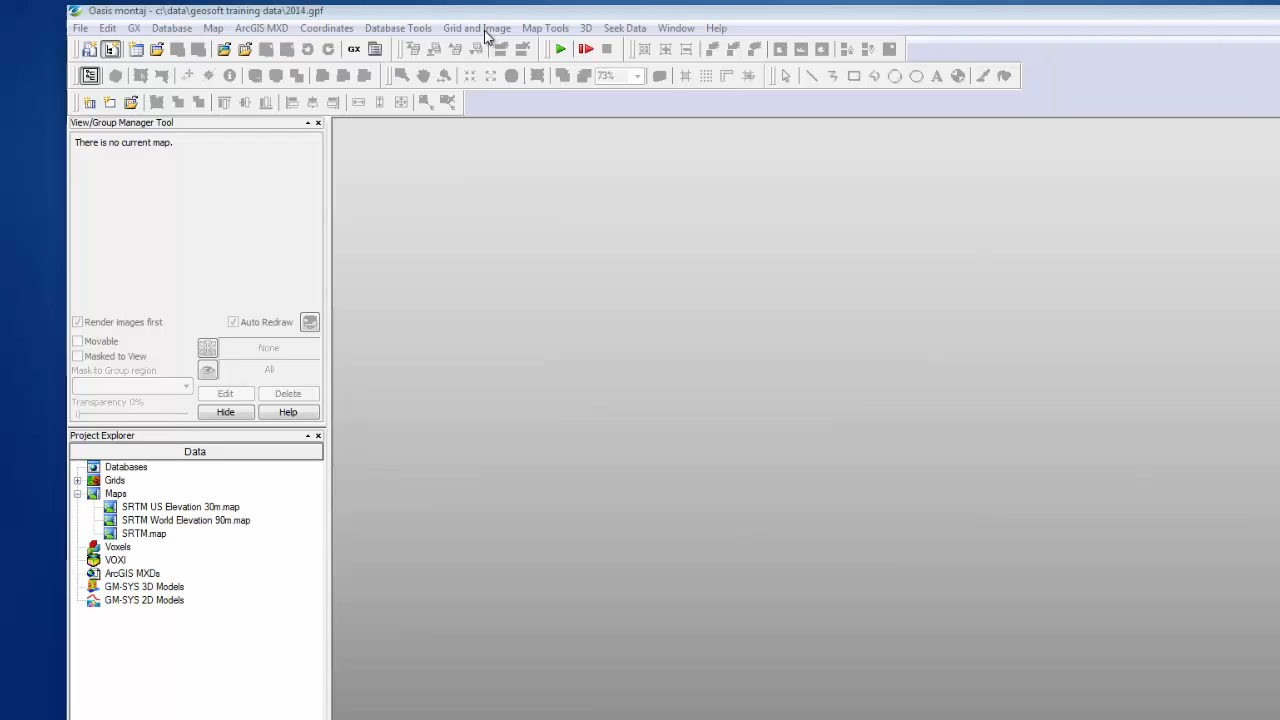 Oasis montaj - c:\data\geosoft training data\2014.gpf
File Edit GX Database Map ArcGIS MXD Coordinates Database Tools Grid and Image Map Tools 3D Seek Data Window Help
GX
73%
A
View/Group Manager Tool
There is no current map.
Render images first Auto Redraw
Movable None
Masked to View
Mask to Group region All
Transparency 0% Edit Delete
Hide Help
Project Explorer
Data
Databases
Grids
Maps
SRTM US Elevation 30m.map
SRTM World Elevation 90m.map
SRTM.map
Voxels
VOXI
ArcGIS MXDs
GM-SYS 3D Models
GM-SYS 2D Models